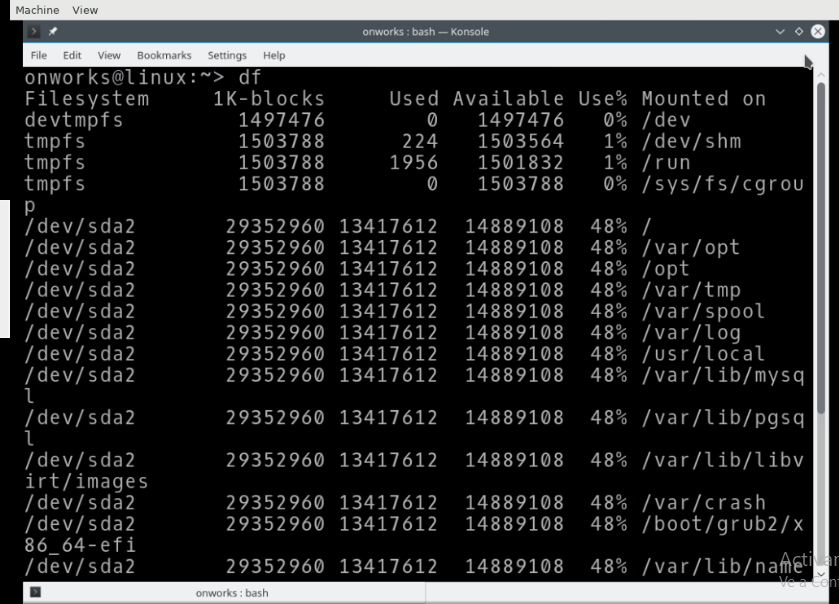 Machine View
onworks : bash — Konsole
File Edit View Bookmarks Settings Help
onworks@linux:~> df
Filesystem 1K-blocks Used Available Use% Mounted on
devtmpfs 1497476 0 1497476 0% /dev
tmpfs 1503788 224 1503564 1% /dev/shm
tmpfs 1503788 1956 1501832 1% /run
tmpfs 1503788 0 1503788 0% /sys/fs/cgrou
p
/dev/sda2 29352960 13417612 14889108 48% /
/dev/sda2 29352960 13417612 14889108 48% /var/opt
/dev/sda2 29352960 13417612 14889108 48% /opt
/dev/sda2 29352960 13417612 14889108 48% /var/tmp
/dev/sda2 29352960 13417612 14889108 48% /var/spool
/dev/sda2 29352960 13417612 14889108 48% /var/log
/dev/sda2 29352960 13417612 14889108 48% /usr/local
/dev/sda2 29352960 13417612 14889108 48% /var/lib/mysq
l
/dev/sda2 29352960 13417612 14889108 48% /var/lib/pgsq
l
/dev/sda2 29352960 13417612 14889108 48% /var/lib/libv
irt/images
/dev/sda2 29352960 13417612 14889108 48% /var/crash
/dev/sda2 29352960 13417612 14889108 48% /boot/grub2/x
86_64-efi
/dev/sda2 29352960 13417612 14889108 48% /var/lib/name
Activar
Ve a Con
onworks : bash